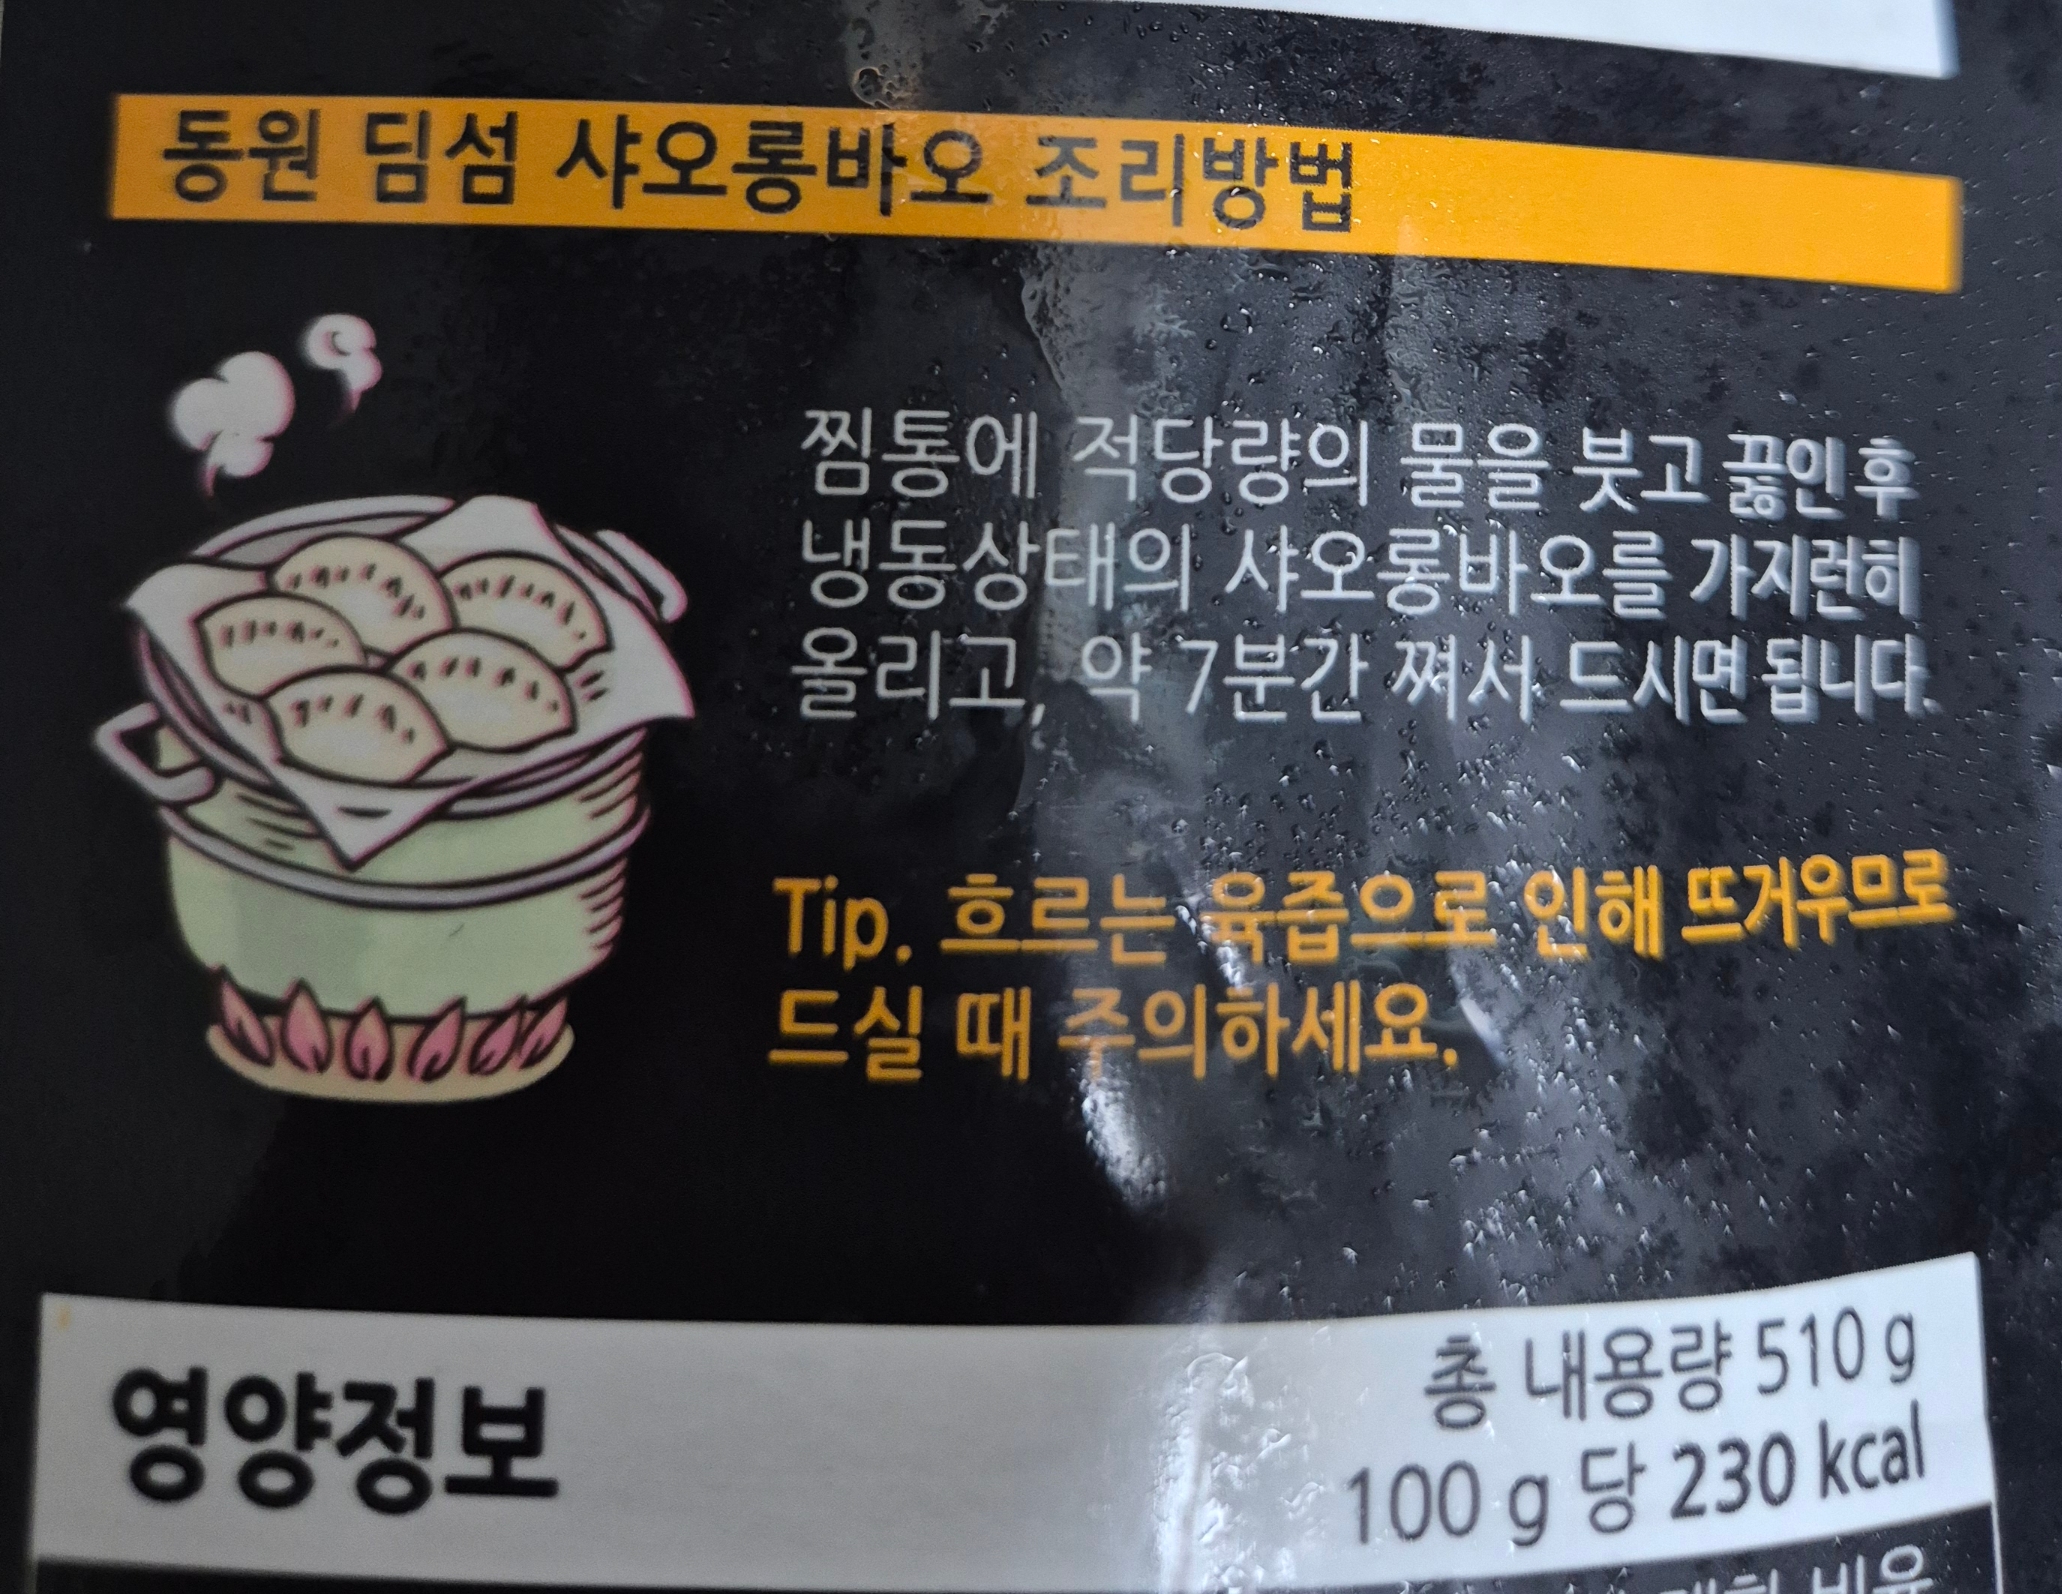 동원 딤섬 샤오롱바오 조리방법
찜통에 적당량의 물을 붓고 끓인 후
냉동상태의 샤오롱바오를 가지런히
올리고, 약 7분간 쪄서 드시면 됩니다.
Tip. 흐르는 육즙으로 인해 뜨거우므로
드실 때 주의하세요.
영양정보
총 내용량 510 g
100 g 당 230 kcal